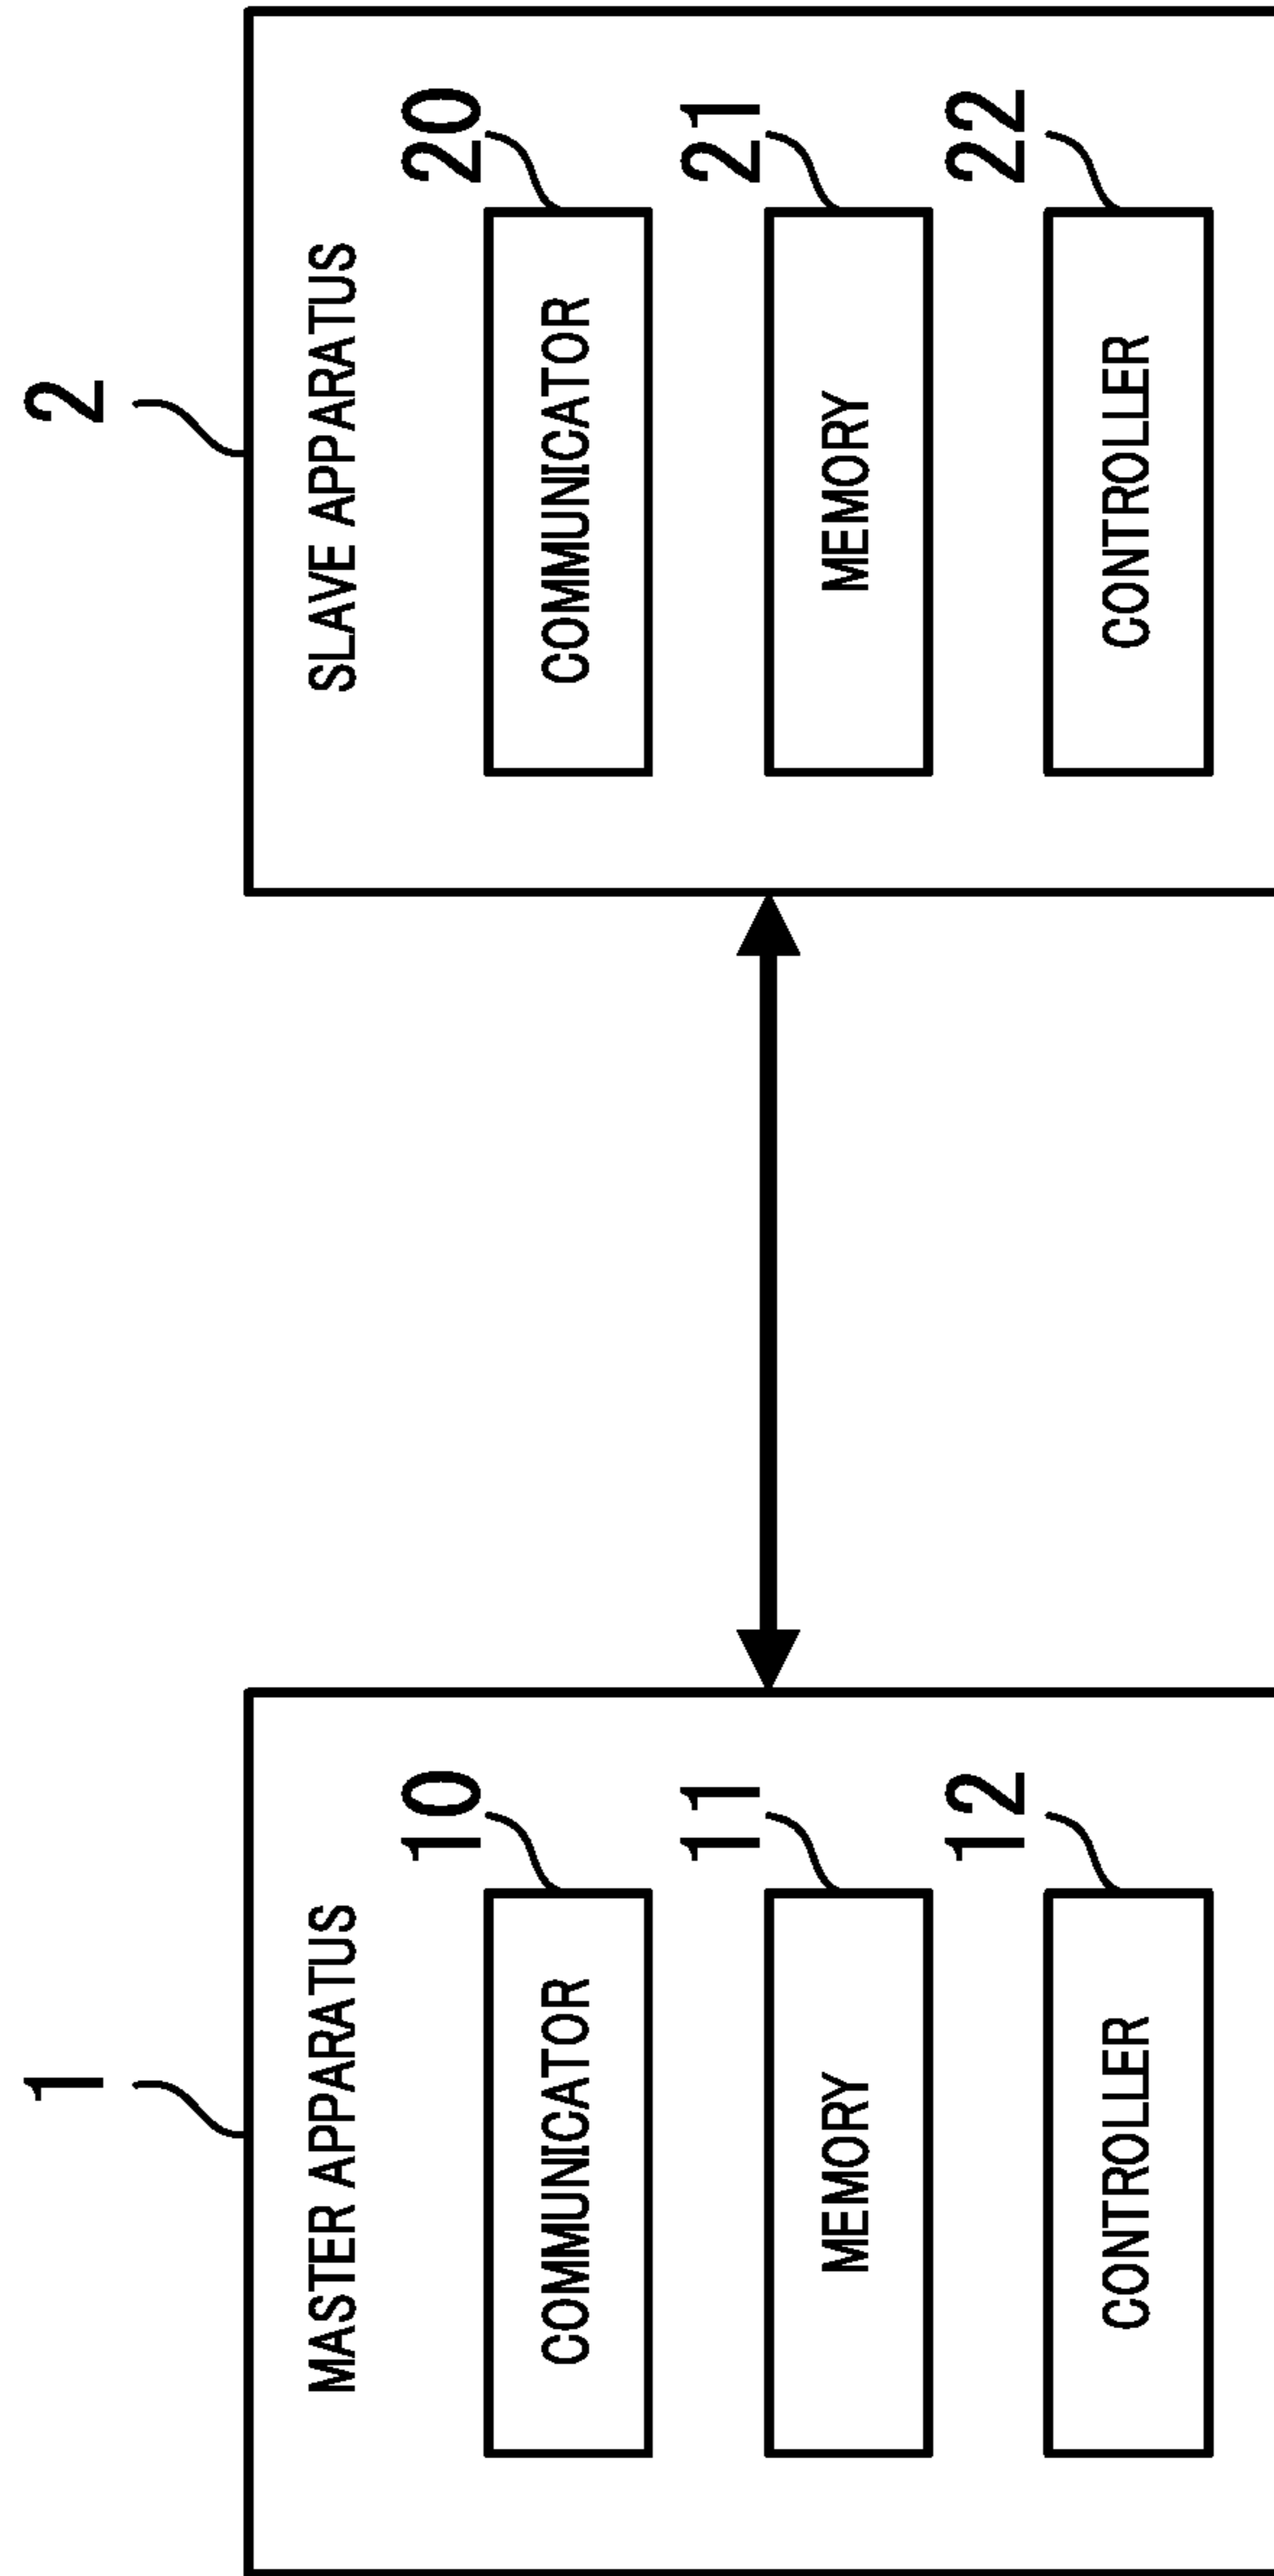 1
MASTER APPARATUS
10
COMMUNICATOR
11
MEMORY
12
CONTROLLER
2
SLAVE APPARATUS
20
COMMUNICATOR
21
MEMORY
22
CONTROLLER